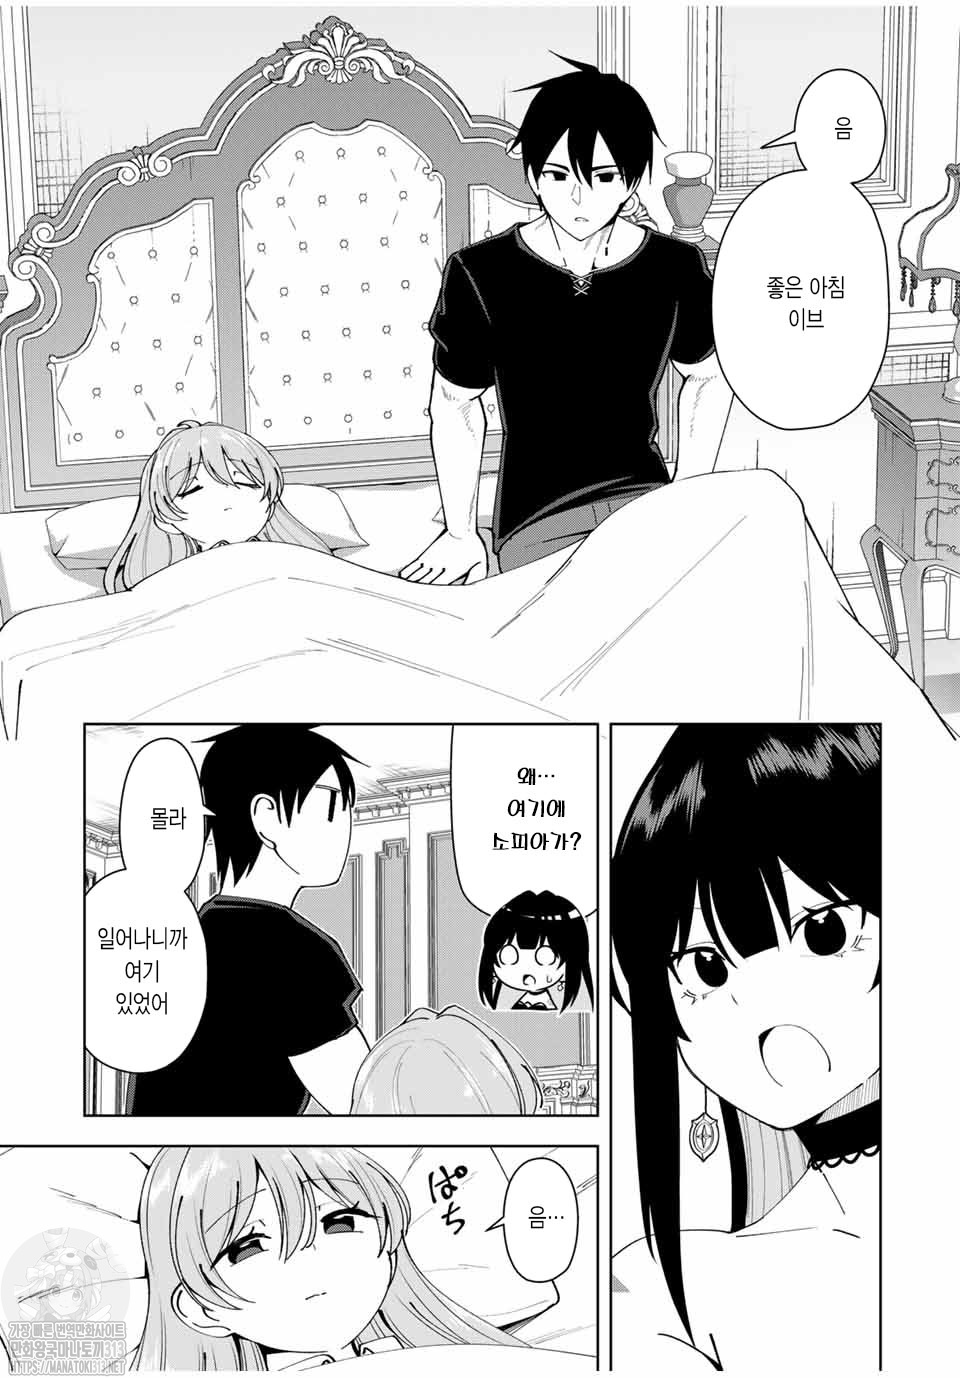 음
좋은 아침
이브
왜…
여기에
소피아가?
몰라
일어나니까
여기
있었어
ぱち
음…
가장 빠른 번역만화사이트
만화왕국마나토끼313
HTTPS://MANATOKI313.NET